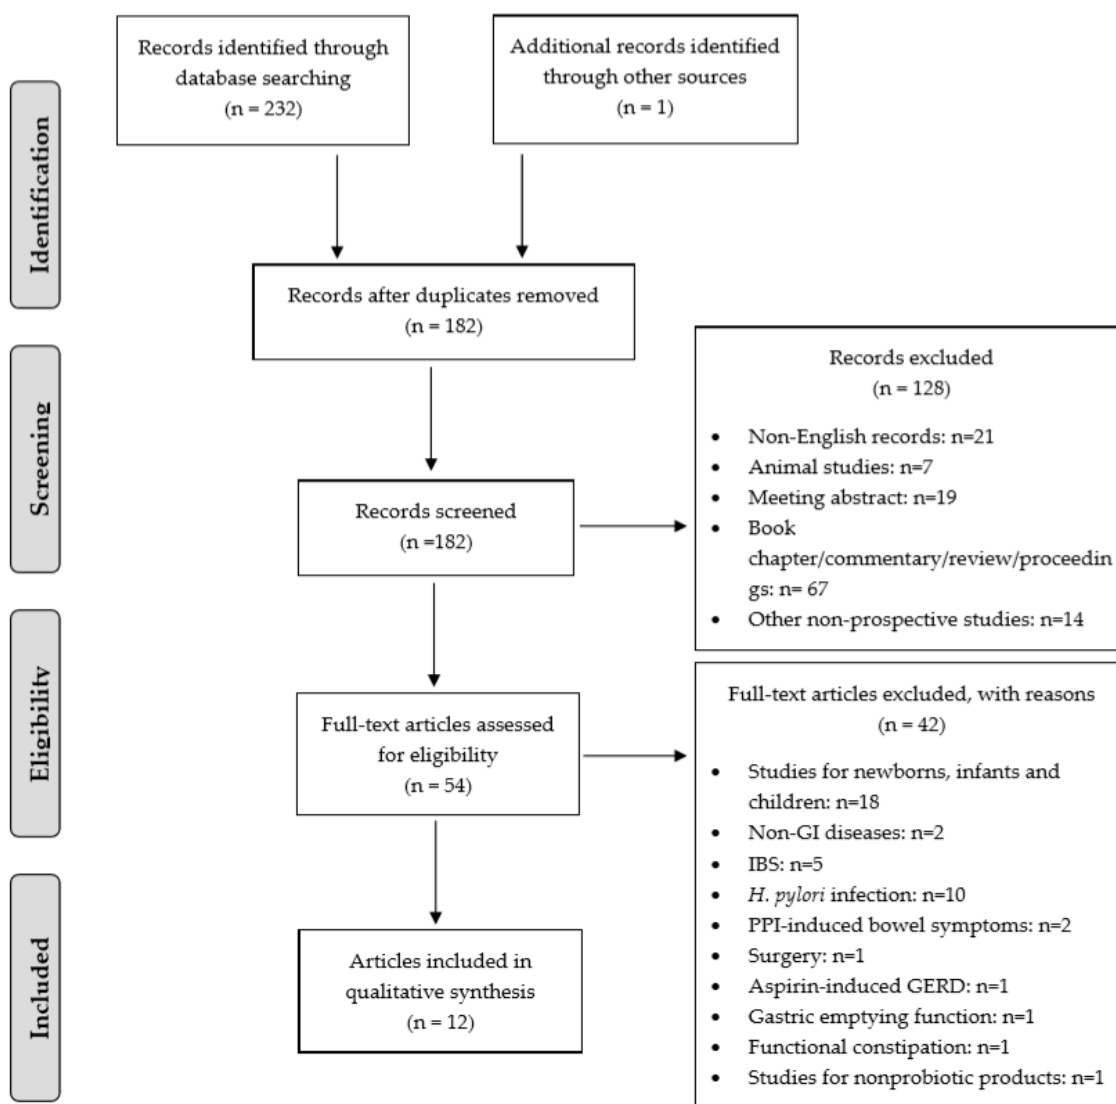 Records identified through
database searching
(n = 232)
Additional records identified
through other sources
(n = 1)
Identification
Records after duplicates removed
(n = 182)
Screening
Records screened
(n =182)
Records excluded
(n = 128)
• Non-English records: n=21
• Animal studies: n=7
• Meeting abstract: n=19
• Book
chapter/commentary/review/proceedin
gs: n= 67
• Other non-prospective studies: n=14
Eligibility
Full-text articles assessed
for eligibility
(n = 54)
Full-text articles excluded, with reasons
(n = 42)
• Studies for newborns, infants and
children: n=18
• Non-GI diseases: n=2
• IBS: n=5
• H. pylori infection: n=10
• PPI-induced bowel symptoms: n=2
• Surgery: n=1
• Aspirin-induced GERD: n=1
• Gastric emptying function: n=1
• Functional constipation: n=1
• Studies for nonprobiotic products: n=1
Included
Articles included in
qualitative synthesis
(n = 12)